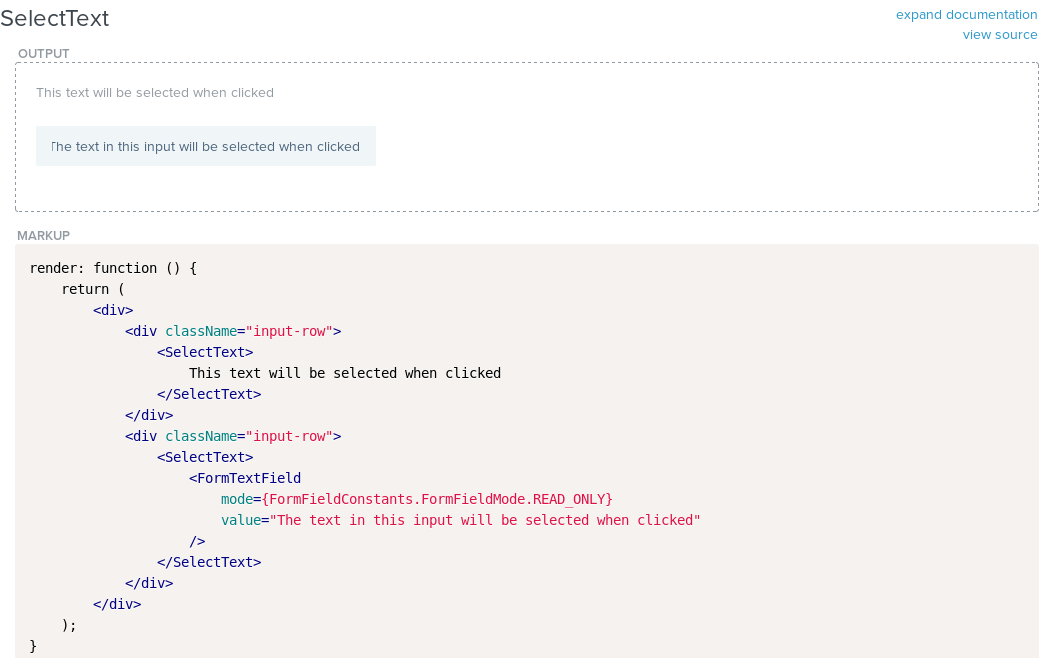 SelectText
expand documentation
view source
OUTPUT
This text will be selected when clicked
The text in this input will be selected when clicked
MARKUP
render: function () {
    return (
        <div>
            <div className="input-row">
                <SelectText>
                    This text will be selected when clicked
                </SelectText>
            </div>
            <div className="input-row">
                <SelectText>
                    <FormTextField
                        mode={FormFieldConstants.FormFieldMode.READ_ONLY}
                        value="The text in this input will be selected when clicked"
                    />
                </SelectText>
            </div>
        </div>
    );
}